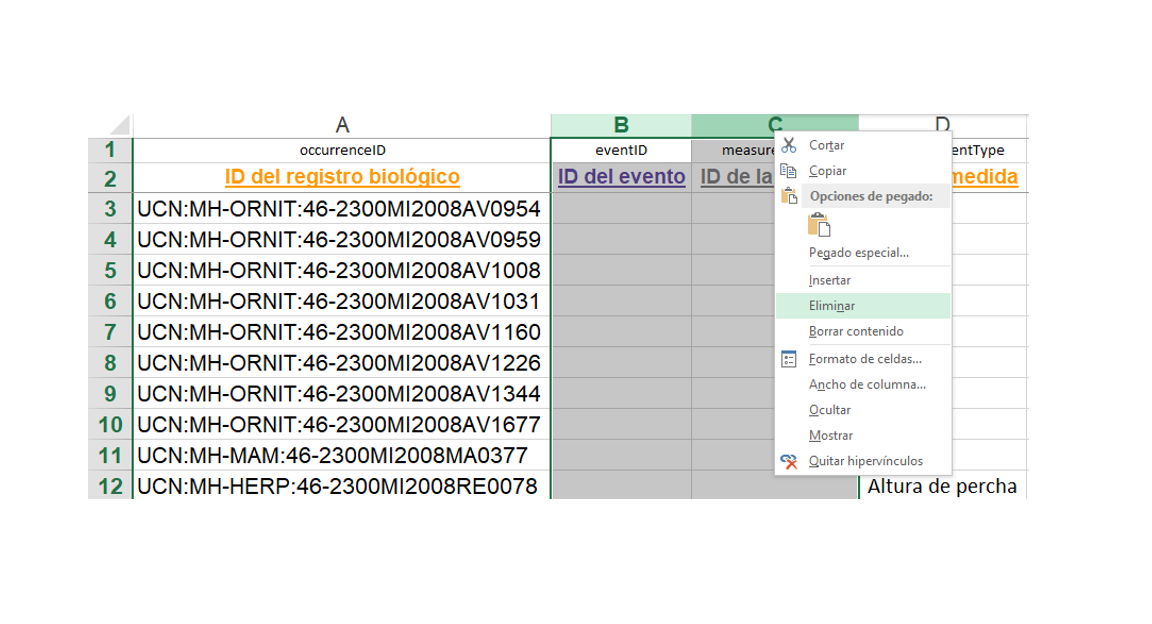 A B C D
1 occurrenceID eventID measure entType
2 ID del registro biológico ID del evento ID de la medida
3 UCN:MH-ORNIT:46-2300MI2008AV0954
4 UCN:MH-ORNIT:46-2300MI2008AV0959
5 UCN:MH-ORNIT:46-2300MI2008AV1008
6 UCN:MH-ORNIT:46-2300MI2008AV1031
7 UCN:MH-ORNIT:46-2300MI2008AV1160
8 UCN:MH-ORNIT:46-2300MI2008AV1226
9 UCN:MH-ORNIT:46-2300MI2008AV1344
10 UCN:MH-ORNIT:46-2300MI2008AV1677
11 UCN:MH-MAM:46-2300MI2008MA0377
12 UCN:MH-HERP:46-2300MI2008RE0078 Altura de percha
Cortar
Copiar
Opciones de pegado:
Pegado especial...
Insertar
Eliminar
Borrar contenido
Formato de celdas...
Ancho de columna...
Ocultar
Mostrar
Quitar hipervínculos